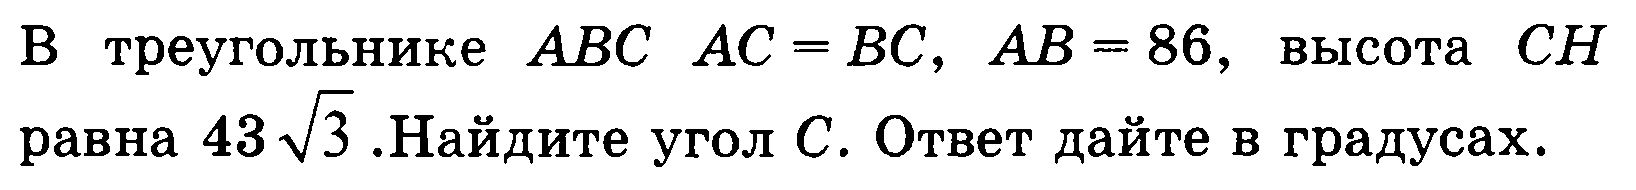 В треугольнике ABC AC = BC, AB = 86, высота CH
равна 43√3 .Найдите угол C. Ответ дайте в градусах.